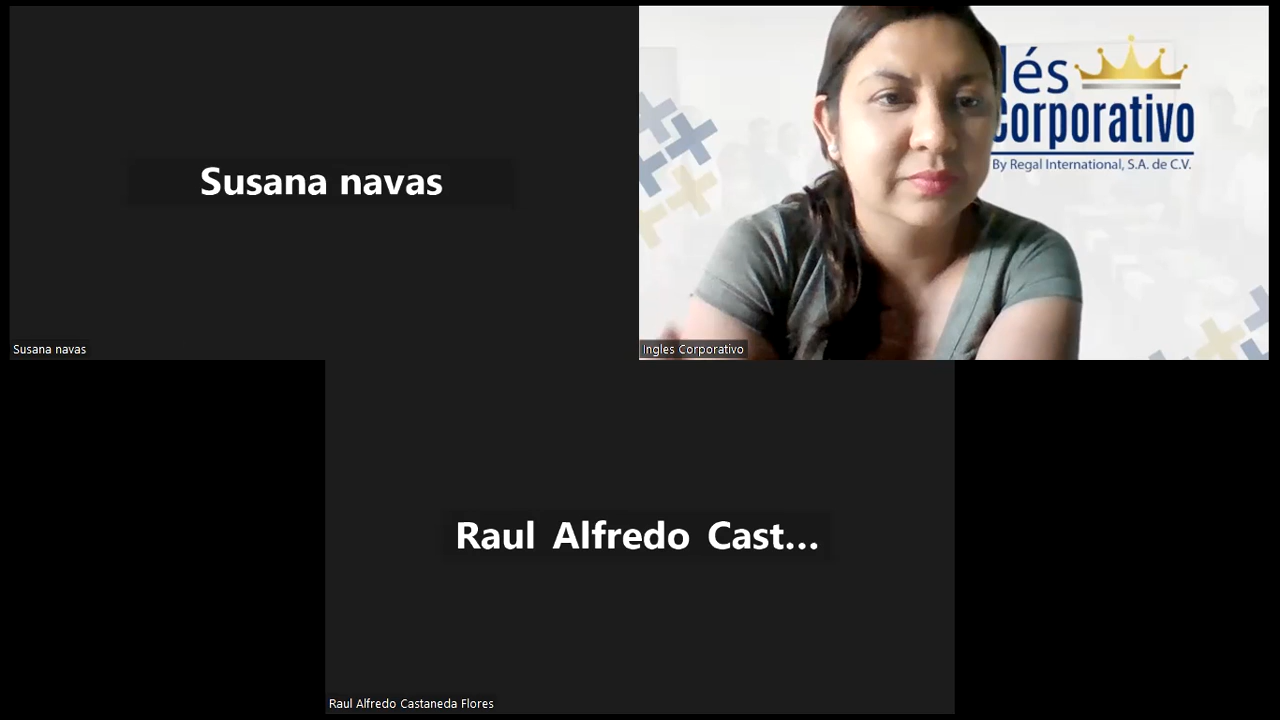 Susana navas
Susana navas
lés
Corporativo
By Regal International, S.A. de C.V.
Ingles Corporativo
Raul Alfredo Cast...
Raul Alfredo Castaneda Flores